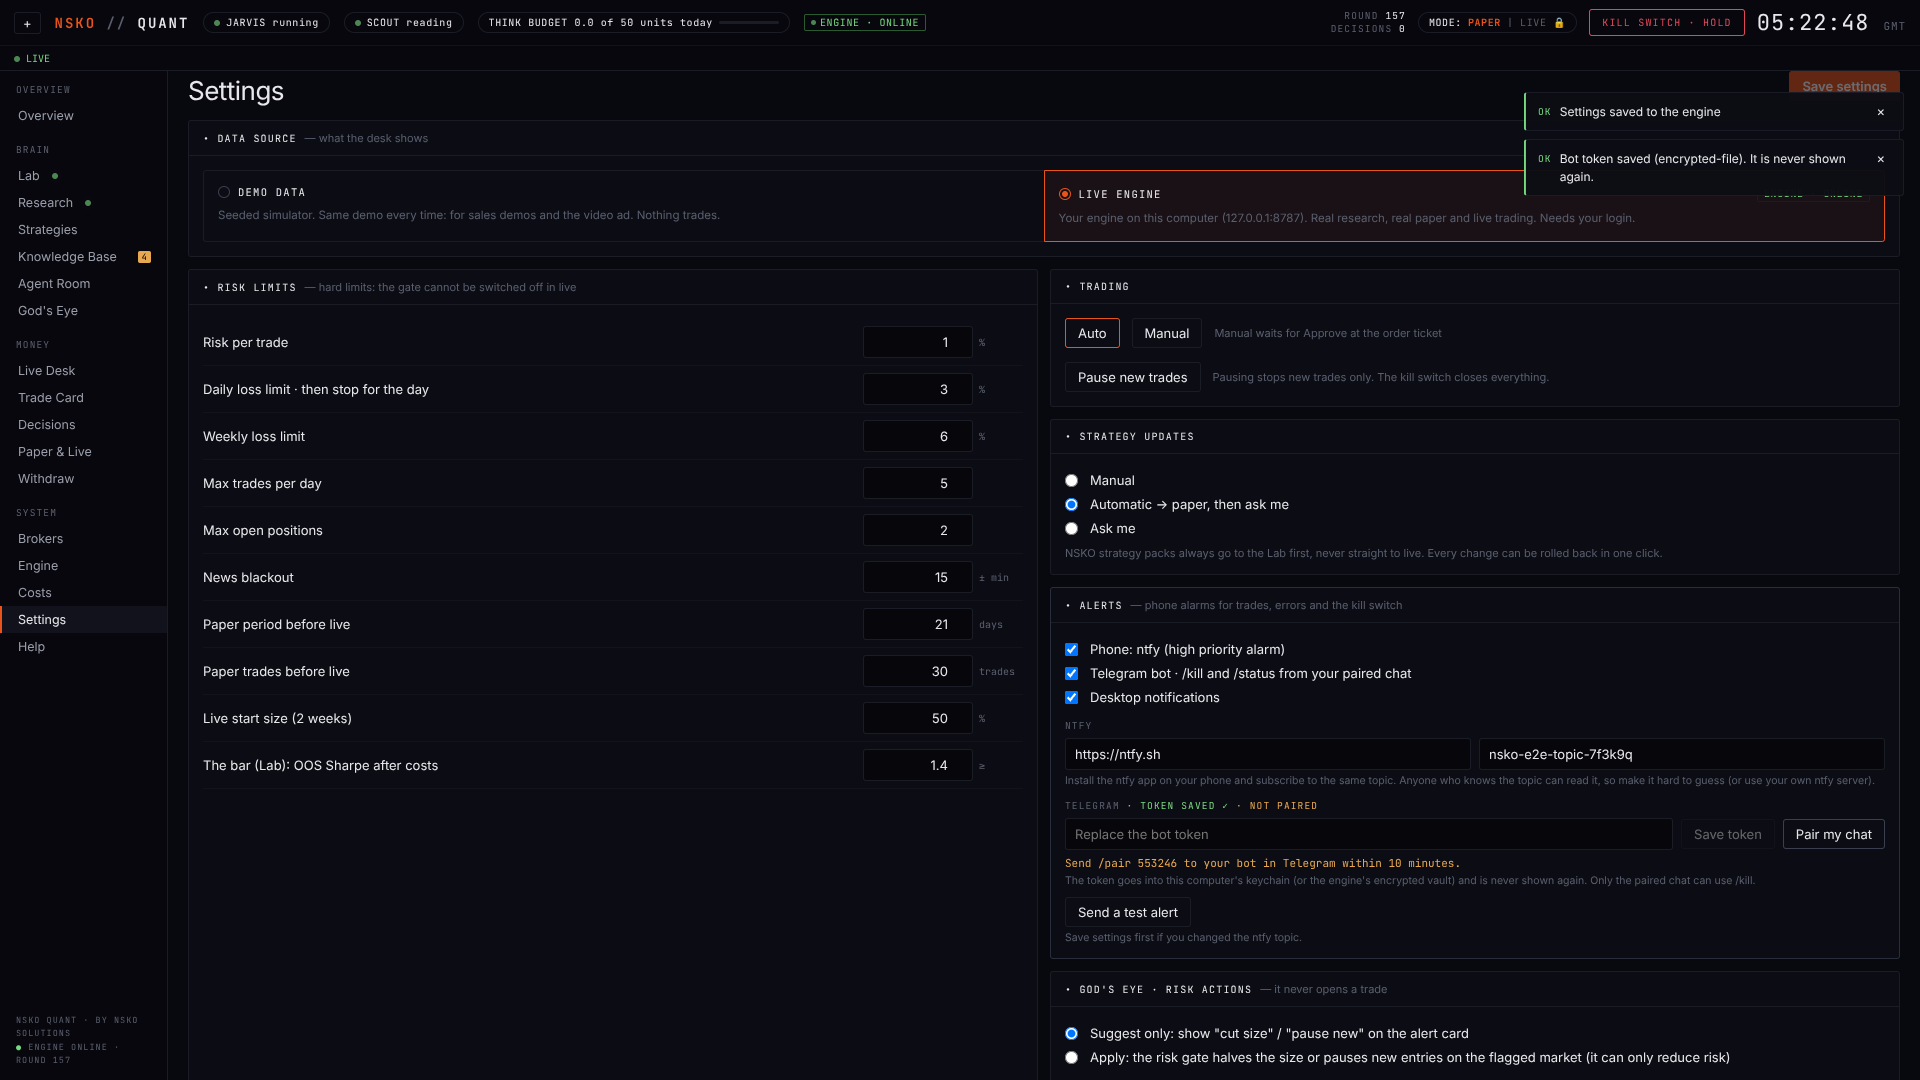 + NSKO // QUANT
JARVIS running
SCOUT reading
THINK BUDGET 0.0 of 50 units today
ENGINE · ONLINE
ROUND 157
DECISIONS 0
MODE: PAPER | LIVE 🔒
KILL SWITCH · HOLD
05:22:48 GMT
LIVE
OVERVIEW
Overview
BRAIN
Lab
Research
Strategies
Knowledge Base 4
Agent Room
God's Eye
MONEY
Live Desk
Trade Card
Decisions
Paper & Live
Withdraw
SYSTEM
Brokers
Engine
Costs
Settings
Help
NSKO QUANT · BY NSKO
SOLUTIONS
ENGINE ONLINE ·
ROUND 157
Settings
Save settings
OK Settings saved to the engine ×
OK Bot token saved (encrypted-file). It is never shown
again. ×
• DATA SOURCE — what the desk shows
DEMO DATA
Seeded simulator. Same demo every time: for sales demos and the video ad. Nothing trades.
LIVE ENGINE
Your engine on this computer (127.0.0.1:8787). Real research, real paper and live trading. Needs your login.
• RISK LIMITS — hard limits: the gate cannot be switched off in live
Risk per trade 1 %
Daily loss limit · then stop for the day 3 %
Weekly loss limit 6 %
Max trades per day 5
Max open positions 2
News blackout 15 ± min
Paper period before live 21 days
Paper trades before live 30 trades
Live start size (2 weeks) 50 %
The bar (Lab): OOS Sharpe after costs 1.4 ≥
• TRADING
Auto Manual Manual waits for Approve at the order ticket
Pause new trades Pausing stops new trades only. The kill switch closes everything.
• STRATEGY UPDATES
Manual
Automatic → paper, then ask me
Ask me
NSKO strategy packs always go to the Lab first, never straight to live. Every change can be rolled back in one click.
• ALERTS — phone alarms for trades, errors and the kill switch
Phone: ntfy (high priority alarm)
Telegram bot · /kill and /status from your paired chat
Desktop notifications
NTFY
https://ntfy.sh nsko-e2e-topic-7f3k9q
Install the ntfy app on your phone and subscribe to the same topic. Anyone who knows the topic can read it, so make it hard to guess (or use your own ntfy server).
TELEGRAM · TOKEN SAVED ✓ · NOT PAIRED
Replace the bot token Save token Pair my chat
Send /pair 553246 to your bot in Telegram within 10 minutes.
The token goes into this computer's keychain (or the engine's encrypted vault) and is never shown again. Only the paired chat can use /kill.
Send a test alert
Save settings first if you changed the ntfy topic.
• GOD'S EYE · RISK ACTIONS — it never opens a trade
Suggest only: show "cut size" / "pause new" on the alert card
Apply: the risk gate halves the size or pauses new entries on the flagged market (it can only reduce risk)